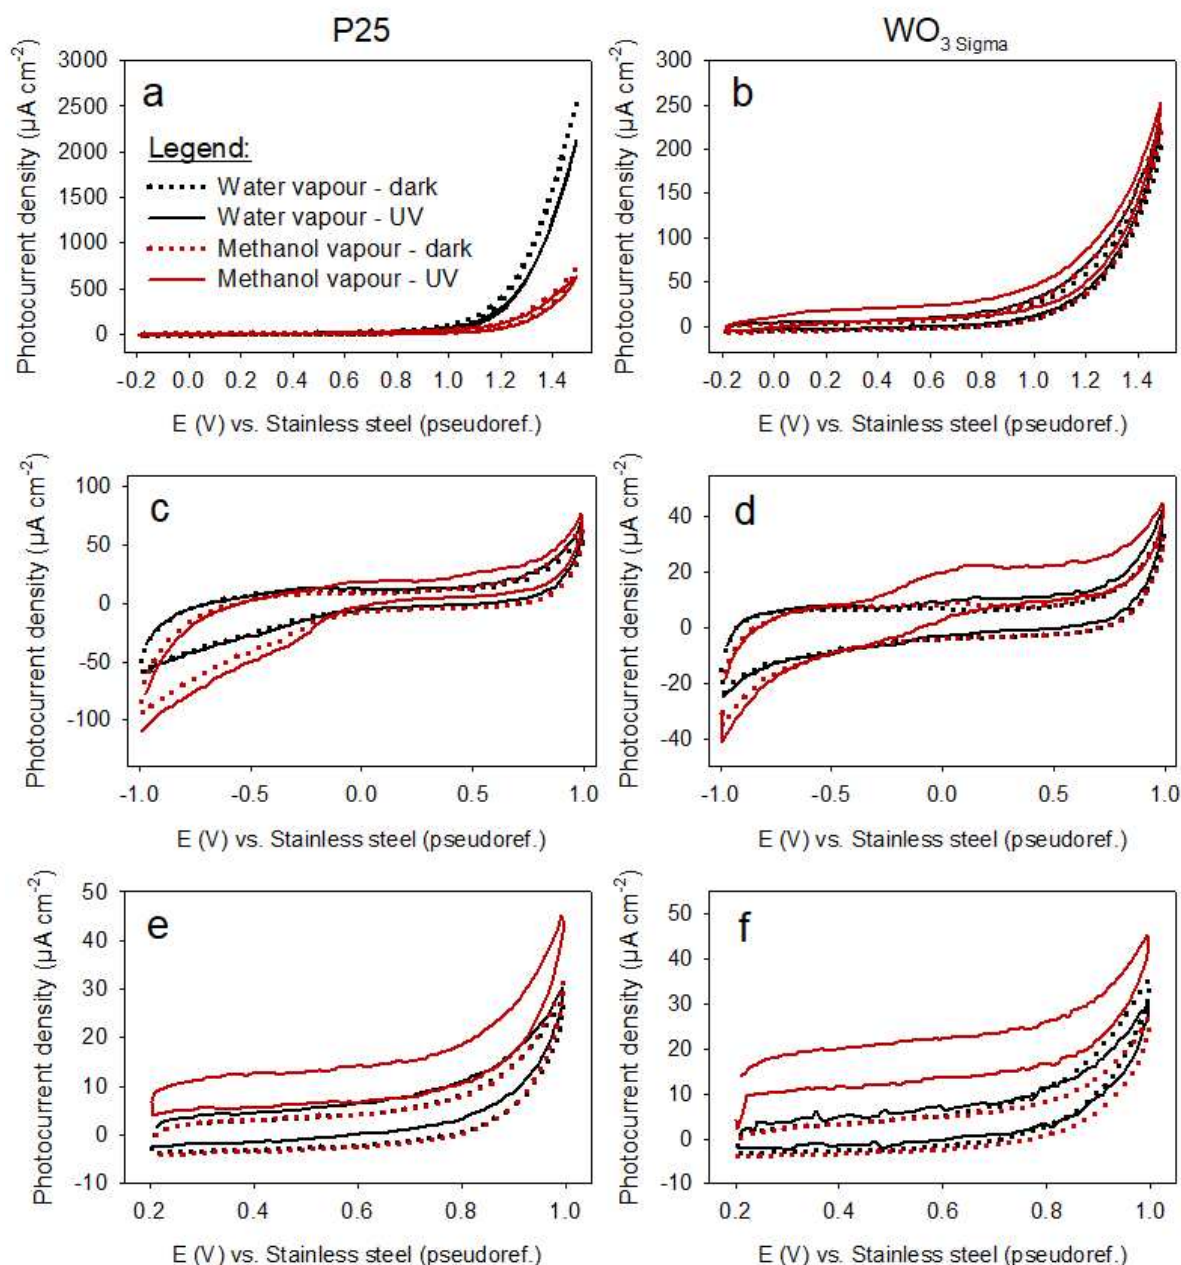 P25
WO3 Sigma
Photocurrent density (µA cm-2)
3000
2500
2000
1500
1000
500
0
a
Legend:
Water vapour - dark
Water vapour - UV
Methanol vapour - dark
Methanol vapour - UV
-0.2 0.0 0.2 0.4 0.6 0.8 1.0 1.2 1.4
E (V) vs. Stainless steel (pseudoref.)
Photocurrent density (µA cm-2)
300
250
200
150
100
50
0
b
-0.2 0.0 0.2 0.4 0.6 0.8 1.0 1.2 1.4
E (V) vs. Stainless steel (pseudoref.)
Photocurrent density (µA cm-2)
100
50
0
-50
-100
c
-1.0 -0.5 0.0 0.5 1.0
E (V) vs. Stainless steel (pseudoref.)
Photocurrent density (µA cm-2)
40
20
0
-20
-40
d
-1.0 -0.5 0.0 0.5 1.0
E (V) vs. Stainless steel (pseudoref.)
Photocurrent density (µA cm-2)
50
40
30
20
10
0
-10
e
0.2 0.4 0.6 0.8 1.0
E (V) vs. Stainless steel (pseudoref.)
Photocurrent density (µA cm-2)
50
40
30
20
10
0
-10
f
0.2 0.4 0.6 0.8 1.0
E (V) vs. Stainless steel (pseudoref.)